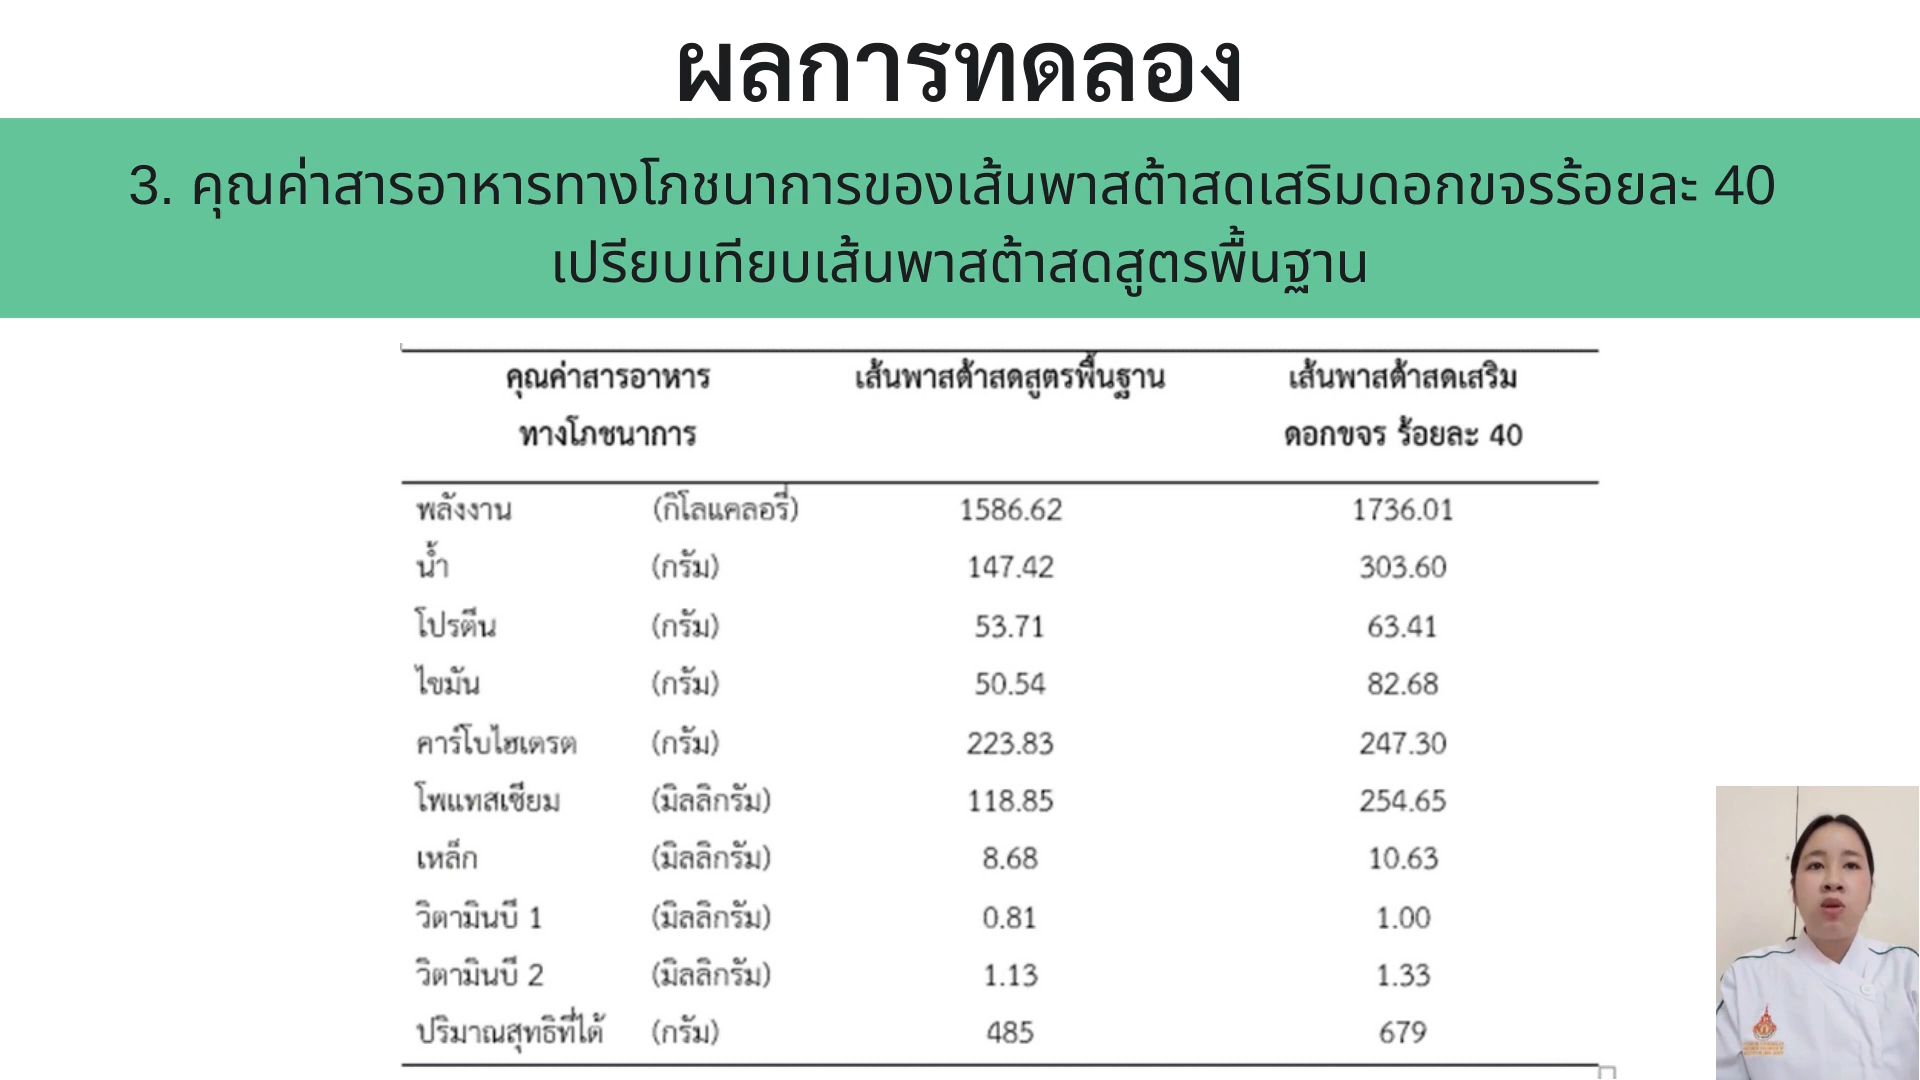 ผลการทดลอง
3. คุณค่าสารอาหารทางโภชนาการของเส้นพาสต้าสดเสริมดอกขจรร้อยละ 40
เปรียบเทียบเส้นพาสต้าสดสูตรพื้นฐาน
คุณค่าสารอาหาร เส้นพาสต้าสดสูตรพื้นฐาน เส้นพาสต้าสดเสริม
ทางโภชนาการ ดอกขจร ร้อยละ 40
พลังงาน (กิโลแคลอรี่) 1586.62 1736.01
น้ำ (กรัม) 147.42 303.60
โปรตีน (กรัม) 53.71 63.41
ไขมัน (กรัม) 50.54 82.68
คาร์โบไฮเดรต (กรัม) 223.83 247.30
โพแทสเซียม (มิลลิกรัม) 118.85 254.65
เหล็ก (มิลลิกรัม) 8.68 10.63
วิตามินบี 1 (มิลลิกรัม) 0.81 1.00
วิตามินบี 2 (มิลลิกรัม) 1.13 1.33
ปริมาณสุทธิที่ได้ (กรัม) 485 679